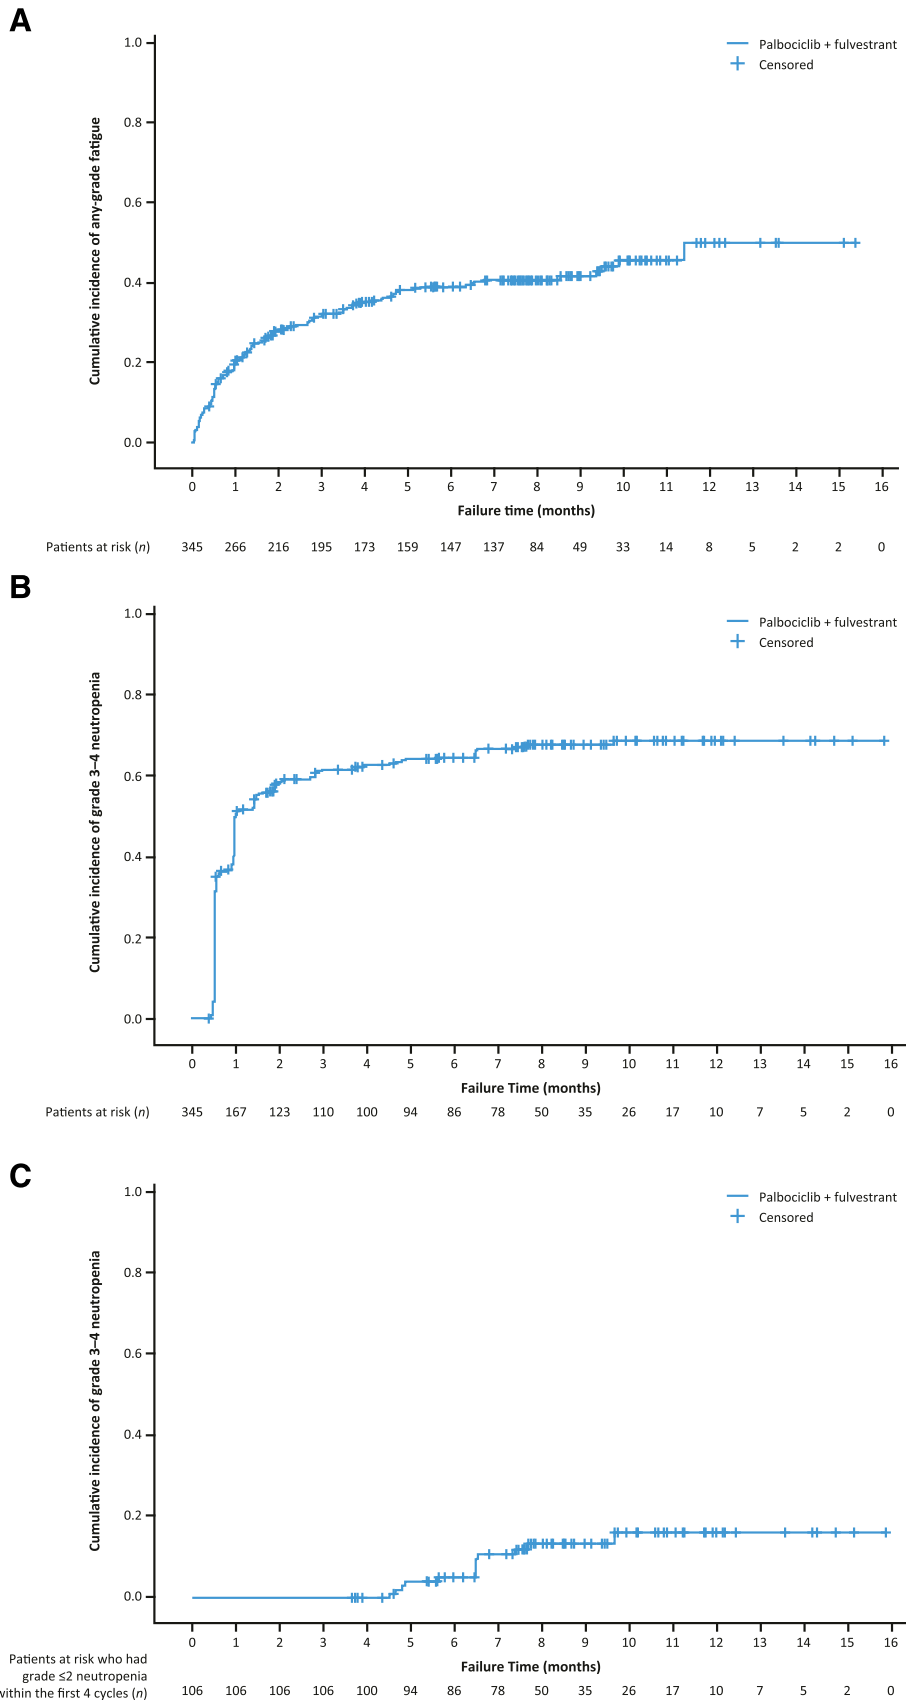 A
1.0
0.8
0.6
0.4
0.2
0.0
Cumulative incidence of any-grade fatigue
Palbociclib + fulvestrant
Censored
0 1 2 3 4 5 6 7 8 9 10 11 12 13 14 15 16
Failure time (months)
Patients at risk (n) 345 266 216 195 173 159 147 137 84 49 33 14 8 5 2 2 0
B
1.0
0.8
0.6
0.4
0.2
0.0
Cumulative incidence of grade 3–4 neutropenia
Palbociclib + fulvestrant
Censored
0 1 2 3 4 5 6 7 8 9 10 11 12 13 14 15 16
Failure Time (months)
Patients at risk (n) 345 167 123 110 100 94 86 78 50 35 26 17 10 7 5 2 0
C
1.0
0.8
0.6
0.4
0.2
0.0
Cumulative incidence of grade 3–4 neutropenia
Palbociclib + fulvestrant
Censored
0 1 2 3 4 5 6 7 8 9 10 11 12 13 14 15 16
Failure Time (months)
Patients at risk who had
grade ≤2 neutropenia
within the first 4 cycles (n) 106 106 106 106 100 94 86 78 50 35 26 17 10 7 5 2 0